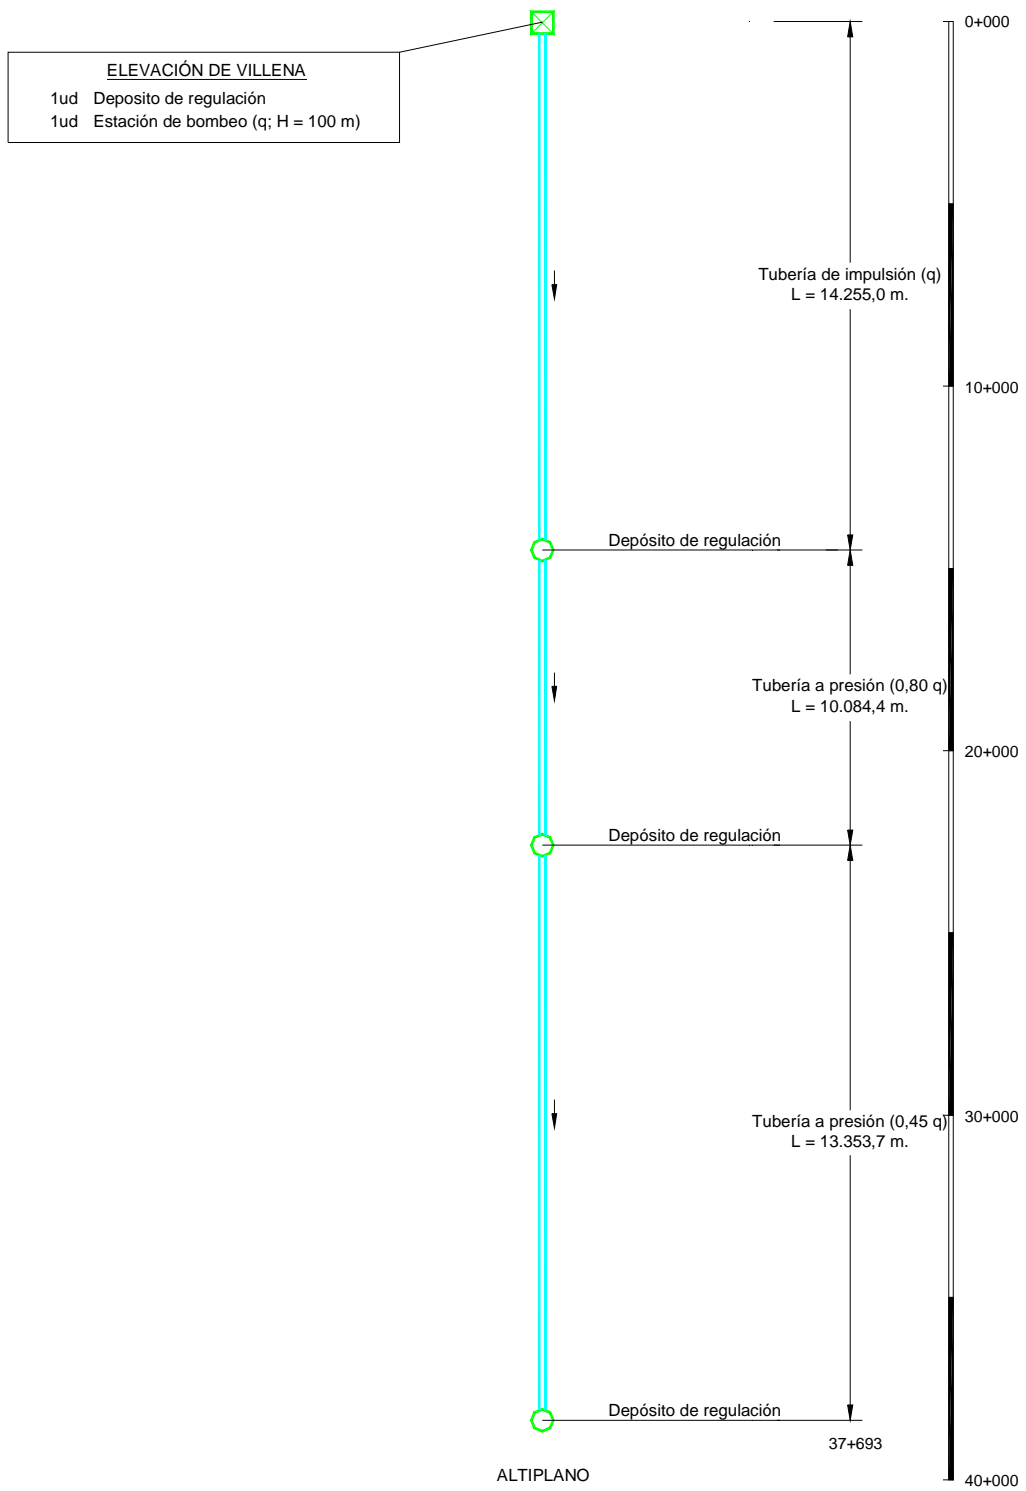 0+000
ELEVACIÓN DE VILLENA
1ud Deposito de regulación
1ud Estación de bombeo (q; H = 100 m)
Tubería de impulsión (q)
L = 14.255,0 m.
10+000
Depósito de regulación
Tubería a presión (0,80 q)
L = 10.084,4 m.
20+000
Depósito de regulación
30+000
Tubería a presión (0,45 q)
L = 13.353,7 m.
Depósito de regulación
37+693
ALTIPLANO
40+000